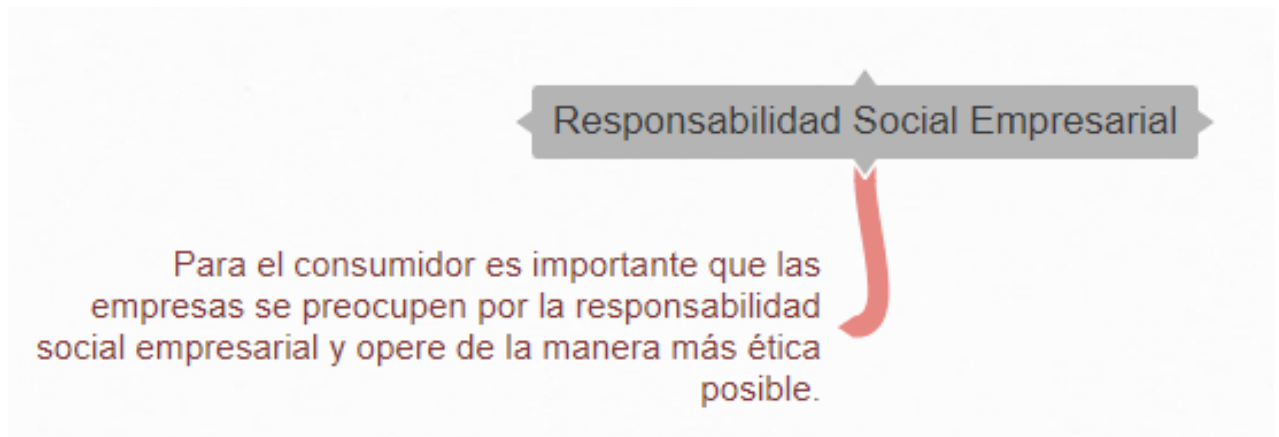 Responsabilidad Social Empresarial
Para el consumidor es importante que las
empresas se preocupen por la responsabilidad
social empresarial y opere de la manera más ética
posible.